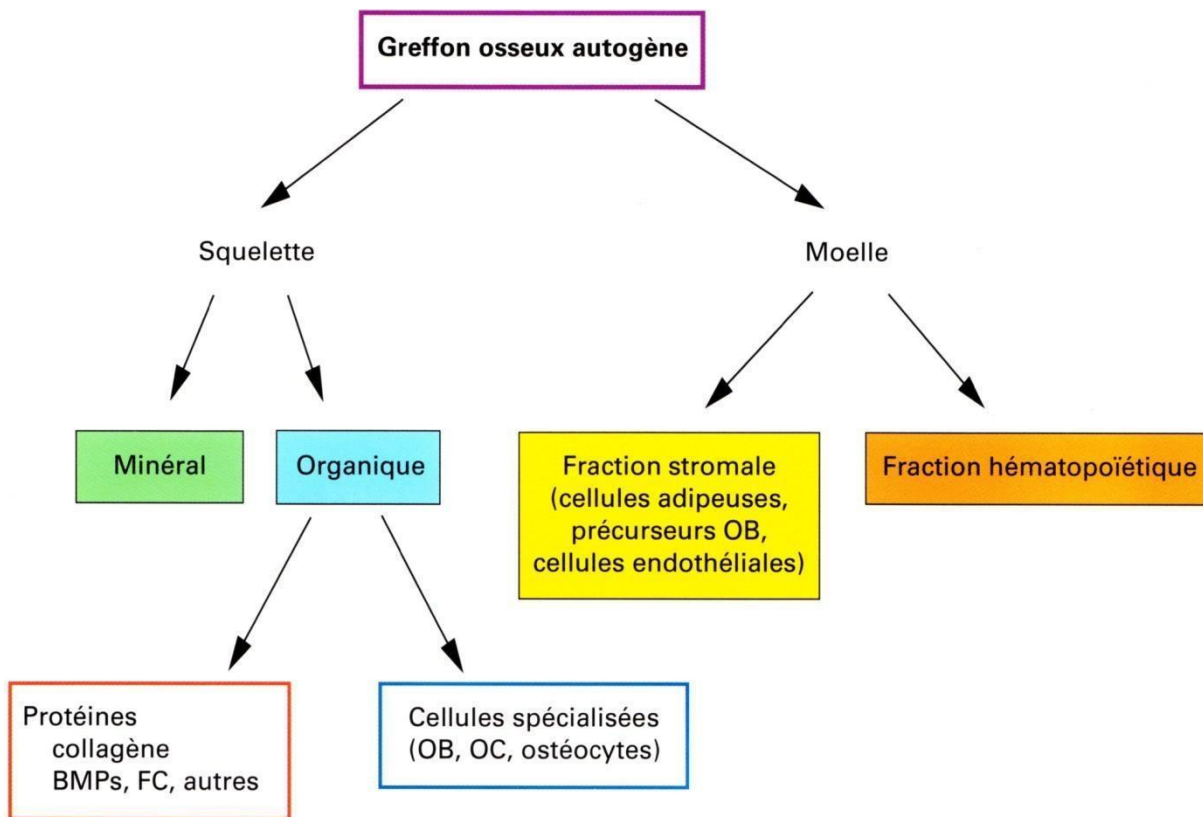 Greffon osseux autogène
Squelette
Moelle
Minéral
Organique
Fraction stromale
(cellules adipeuses,
précurseurs OB,
cellules endothéliales)
Fraction hématopoïétique
Protéines
collagène
BMPs, FC, autres
Cellules spécialisées
(OB, OC, ostéocytes)